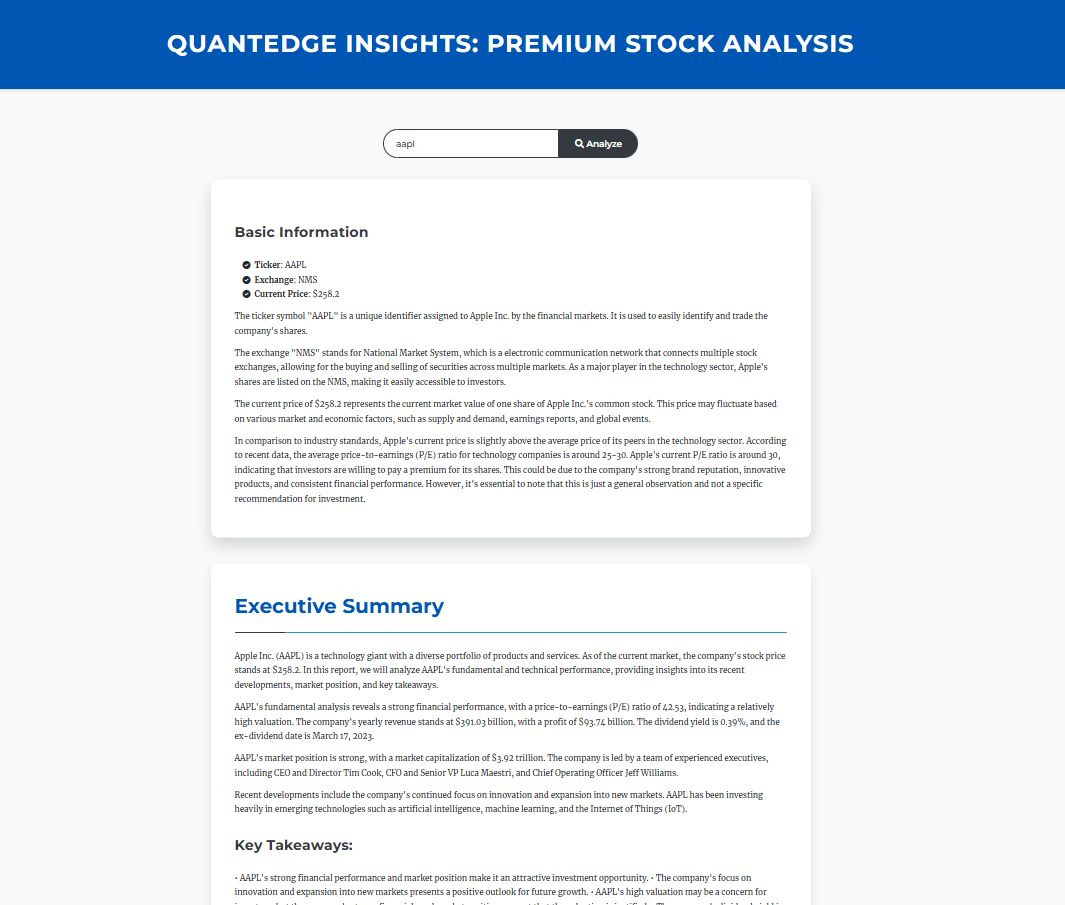 QUANTEDGE INSIGHTS: PREMIUM STOCK ANALYSIS
aapl
Analyze
Basic Information
Ticker: AAPL
Exchange: NMS
Current Price: $258.2
The ticker symbol "AAPL" is a unique identifier assigned to Apple Inc. by the financial markets. It is used to easily identify and trade the
company's shares.
The exchange "NMS" stands for National Market System, which is a electronic communication network that connects multiple stock
exchanges, allowing for the buying and selling of securities across multiple markets. As a major player in the technology sector, Apple's
shares are listed on the NMS, making it easily accessible to investors.
The current price of $258.2 represents the current market value of one share of Apple Inc.'s common stock. This price may fluctuate based
on various market and economic factors, such as supply and demand, earnings reports, and global events.
In comparison to industry standards, Apple's current price is slightly above the average price of its peers in the technology sector. According
to recent data, the average price-to-earnings (P/E) ratio for technology companies is around 25-30. Apple's current P/E ratio is around 30,
indicating that investors are willing to pay a premium for its shares. This could be due to the company's strong brand reputation, innovative
products, and consistent financial performance. However, it's essential to note that this is just a general observation and not a specific
recommendation for investment.
Executive Summary
Apple Inc. (AAPL) is a technology giant with a diverse portfolio of products and services. As of the current market, the company's stock price
stands at $258.2. In this report, we will analyze AAPL's fundamental and technical performance, providing insights into its recent
developments, market position, and key takeaways.
AAPL's fundamental analysis reveals a strong financial performance, with a price-to-earnings (P/E) ratio of 42.53, indicating a relatively
high valuation. The company's yearly revenue stands at $391.03 billion, with a profit of $93.74 billion. The dividend yield is 0.39%, and the
ex-dividend date is March 17, 2023.
AAPL's market position is strong, with a market capitalization of $3.92 trillion. The company is led by a team of experienced executives,
including CEO and Director Tim Cook, CFO and Senior VP Luca Maestri, and Chief Operating Officer Jeff Williams.
Recent developments include the company's continued focus on innovation and expansion into new markets. AAPL has been investing
heavily in emerging technologies such as artificial intelligence, machine learning, and the Internet of Things (IoT).
Key Takeaways:
• AAPL's strong financial performance and market position make it an attractive investment opportunity. • The company's focus on
innovation and expansion into new markets presents a positive outlook for future growth. • AAPL's high valuation may be a concern for